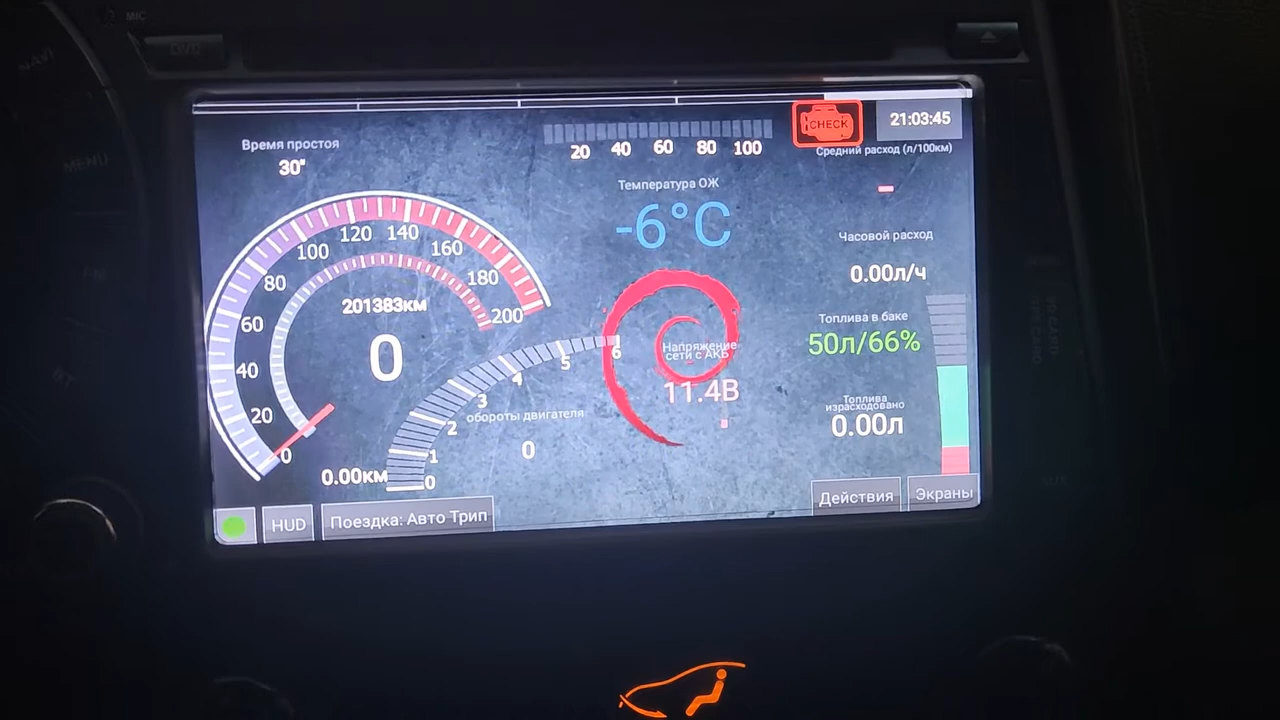 MIC
DVD
21:03:45
CHECK
Время простоя
30"
20 40 60 80 100
Средний расход (л/100км)
-
Температура ОЖ
-6°C
Часовой расход
0.00л/ч
0 20 40 60 80 100 120 140 160 180 200
201383км
0
Топлива в баке
50л/66%
Напряжение
сети с АКБ
11.4В
0 1 2 3 4 5 6
обороты двигателя
0
Топлива
израсходовано
0.00л
0.00км
HUD
Поездка: Авто Трип
Действия
Экраны